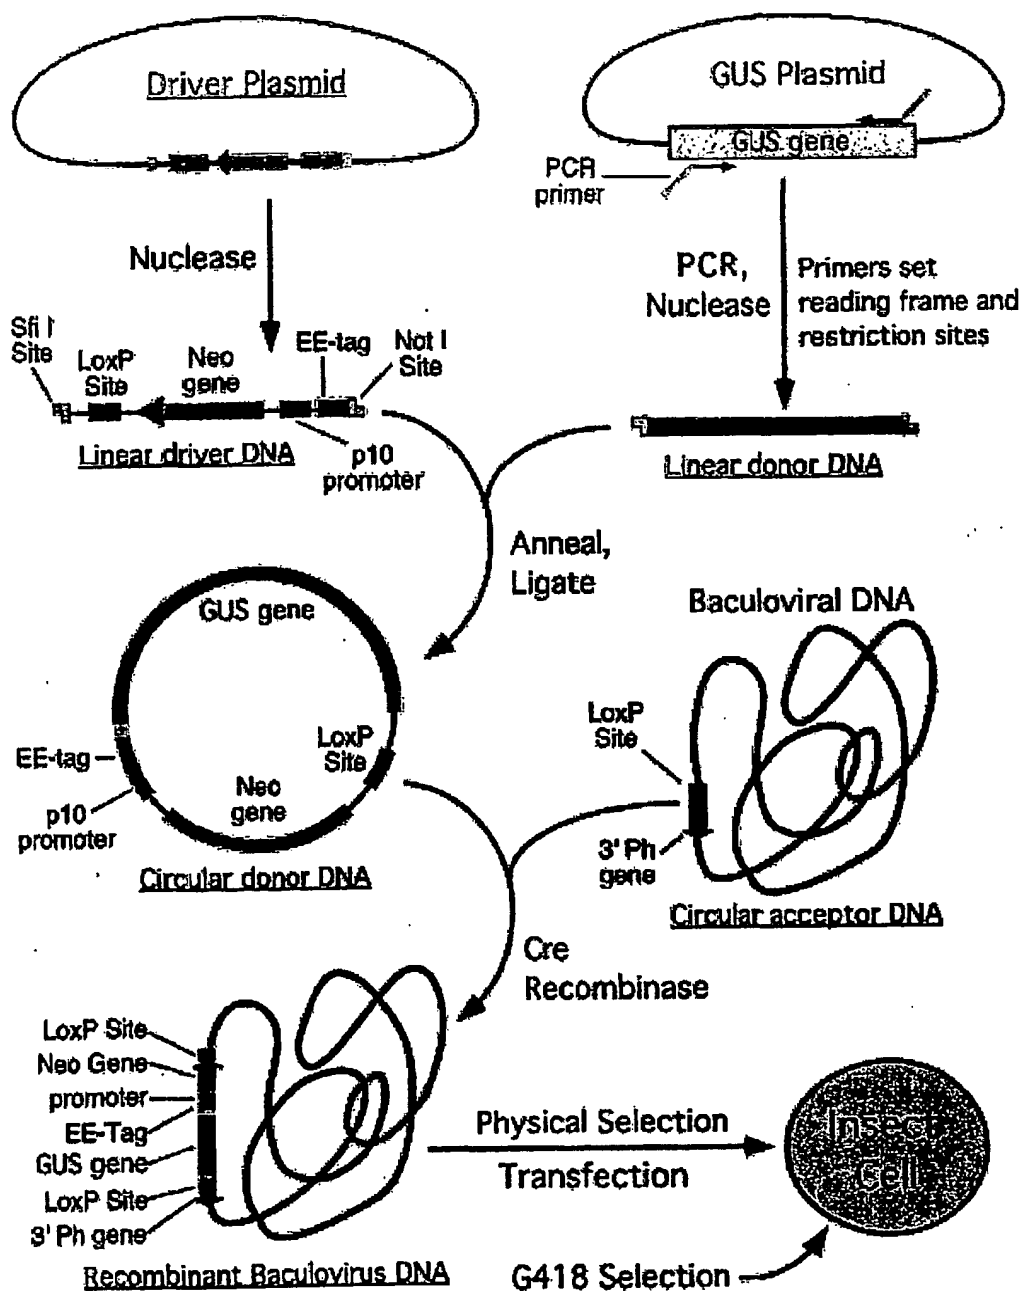 Driver Plasmid
GUS Plasmid
GUS gene
PCR
primer
Nuclease
PCR,
Nuclease
Primers set
reading frame and
restriction sites
Sfi I
Site
LoxP
Site
Neo
gene
EE-tag
Not I
Site
Linear driver DNA
p10
promoter
Linear donor DNA
Anneal,
Ligate
GUS gene
EE-tag
p10
promoter
Neo
gene
LoxP
Site
Circular donor DNA
Baculoviral DNA
LoxP
Site
3' Ph
gene
Circular acceptor DNA
Cre
Recombinase
LoxP Site
Neo Gene
promoter
EE-Tag
GUS gene
LoxP Site
3' Ph gene
Recombinant Baculovirus DNA
Physical Selection
Transfection
Insect
Cell
G418 Selection